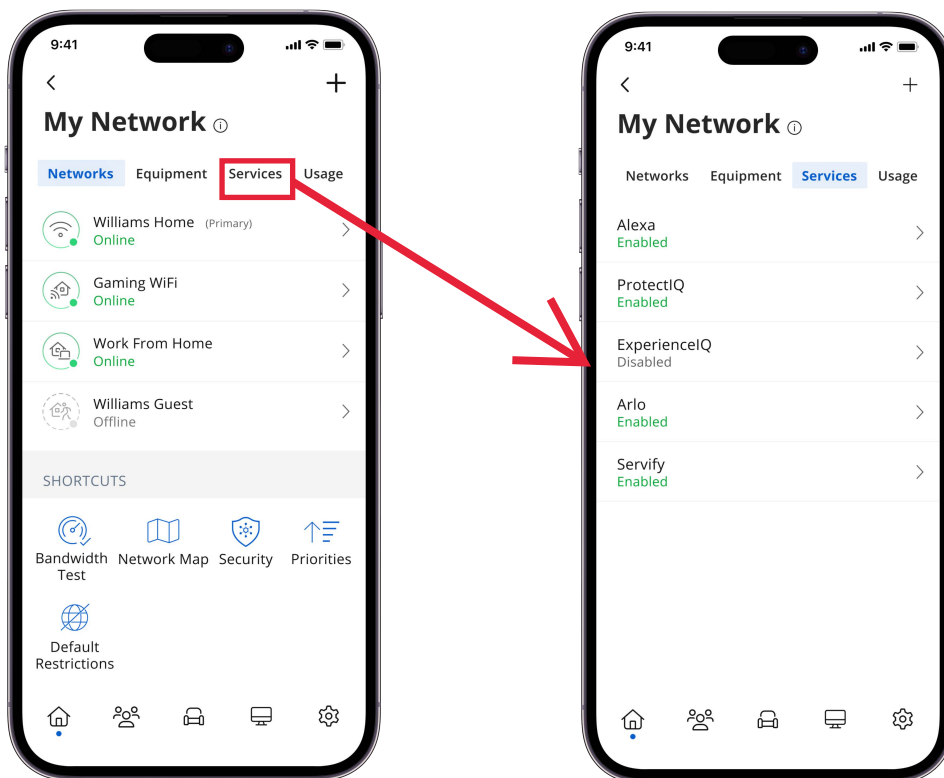 9:41
My Network
Networks Equipment Services Usage
Williams Home (Primary)
Online
Gaming WiFi
Online
Work From Home
Online
Williams Guest
Offline
SHORTCUTS
Bandwidth Test
Network Map
Security
Priorities
Default
Restrictions
9:41
My Network
Networks Equipment Services Usage
Alexa
Enabled
ProtectIQ
Enabled
ExperienceIQ
Disabled
Arlo
Enabled
Servify
Enabled